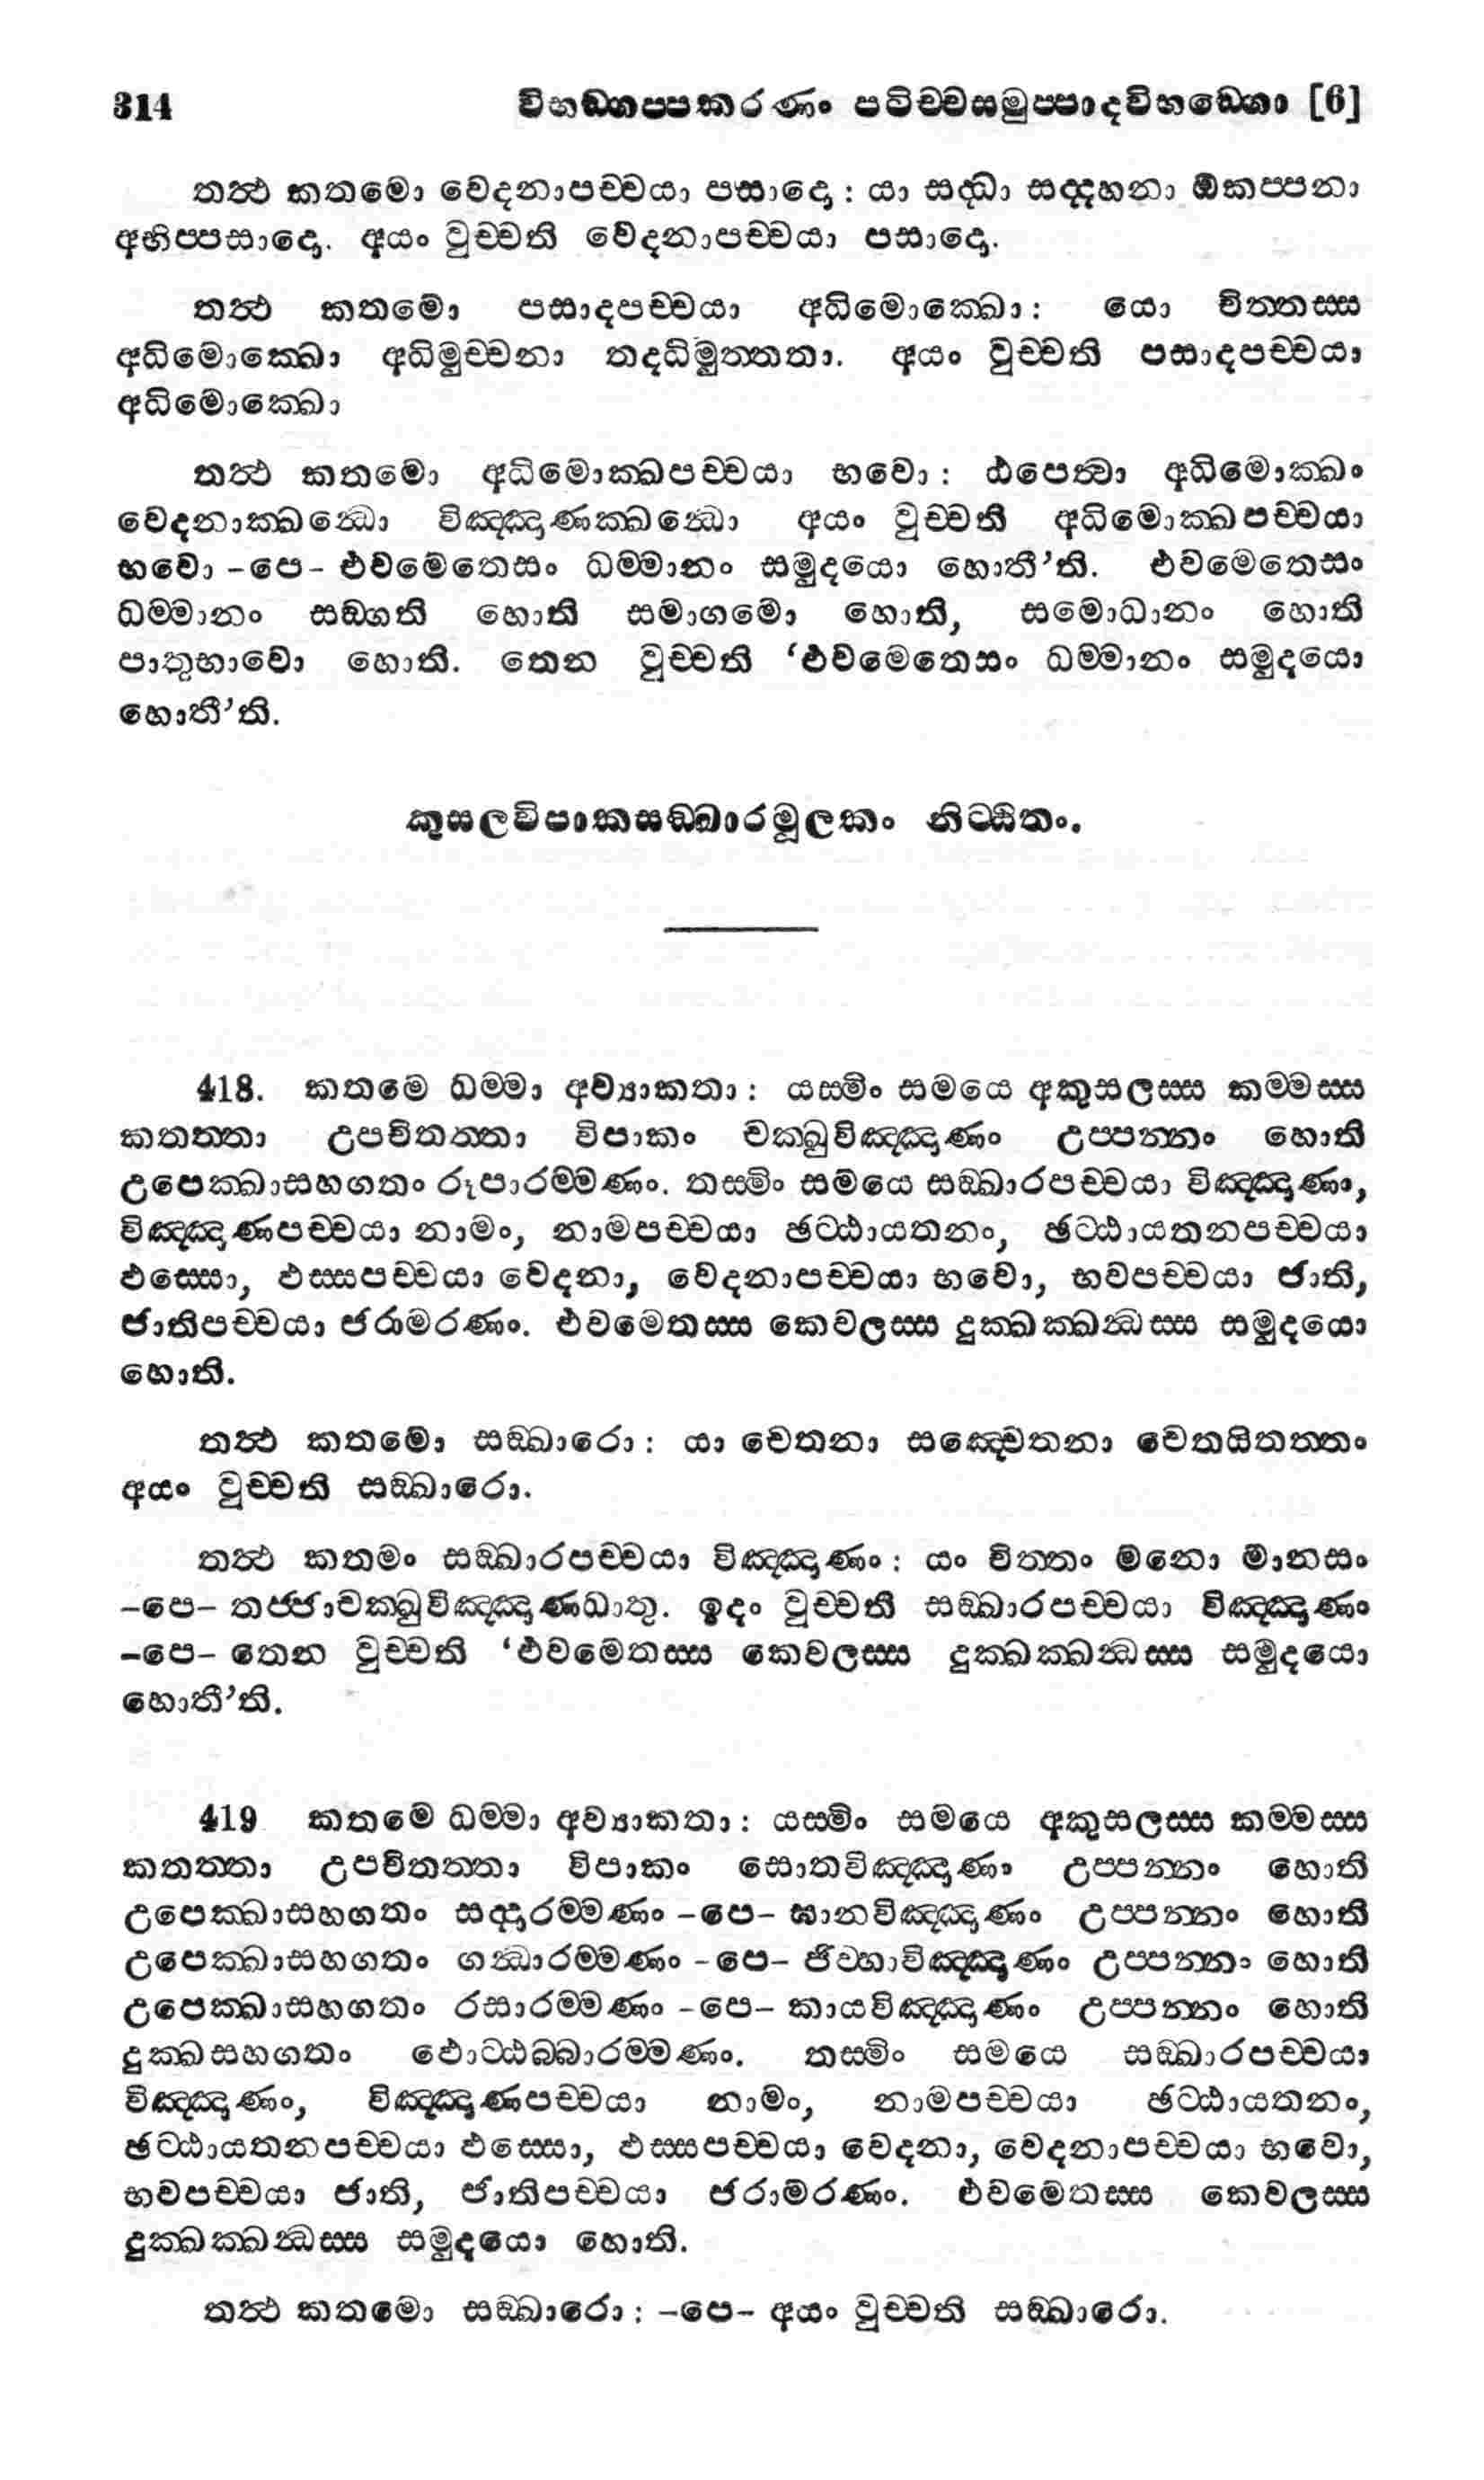 314 විභඞ්ගප්පකරණං පටිච්චසමුප්පාදවිභඞ්ගො [6]
තත්ථ කතමො වෙදනාපච්චයා පසාදො : යා සද්ධා සද්දහනා ඕකප්පනා
අභිප්පසාදො. අයං වුච්චති වෙදනාපච්චයා පසාදො.
තත්ථ කතමො පසාදපච්චයා අධිමොක්ඛො : යො චිත්තස්ස
අධිමොක්ඛො අධිමුච්චනා තදධිමුත්තතා. අයං වුච්චති පසාදපච්චයා
අධිමොක්ඛො
තත්ථ කතමො අධිමොක්ඛපච්චයා භවො : ඨපෙත්වා අධිමොක්ඛං
වෙදනාක්ඛන්ධො විඤ්ඤාණක්ඛන්ධො අයං වුච්චති අධිමොක්ඛපච්චයා
භවො -පෙ- එවමෙතෙසං ධම්මානං සමුදයො හොතී’ති. එවමෙතෙසං
ධම්මානං සඞ්ගති හොති සමාගමො හොති, සමොධානං හොති
පාතුභාවො හොති. තෙන වුච්චති ‘එවමෙතෙසං ධම්මානං සමුදයො
හොතී’ති.
කුසලවිපාකසඞ්ඛාරමූලකං නිට්ඨිතං.
418. කතමෙ ධම්මා අව්‍යාකතා : යස්මිං සමයෙ අකුසලස්ස කම්මස්ස
කතත්තා උපචිතත්තා විපාකං චක්ඛුවිඤ්ඤාණං උප්පන්නං හොති
උපෙක්ඛාසහගතං රූපාරම්මණං. තස්මිං සමයෙ සඞ්ඛාරපච්චයා විඤ්ඤාණං,
විඤ්ඤාණපච්චයා නාමං, නාමපච්චයා ඡට්ඨායතනං, ඡට්ඨායතනපච්චයා
ඵස්සො, ඵස්සපච්චයා වෙදනා, වෙදනාපච්චයා භවො, භවපච්චයා ජාති,
ජාතිපච්චයා ජරාමරණං. එවමෙතස්ස කෙවලස්ස දුක්ඛක්ඛන්ධස්ස සමුදයො
හොති.
තත්ථ කතමො සඞ්ඛාරො : යා චෙතනා සඤ්චෙතනා චෙතයිතත්තං
අයං වුච්චති සඞ්ඛාරො.
තත්ථ කතමං සඞ්ඛාරපච්චයා විඤ්ඤාණං : යං චිත්තං මනො මානසං
-පෙ- තජ්ජාචක්ඛුවිඤ්ඤාණධාතු. ඉදං වුච්චති සඞ්ඛාරපච්චයා විඤ්ඤාණං
-පෙ- තෙන වුච්චති ‘එවමෙතස්ස කෙවලස්ස දුක්ඛක්ඛන්ධස්ස සමුදයො
හොතී’ති.
419 කතමෙ ධම්මා අව්‍යාකතා : යස්මිං සමයෙ අකුසලස්ස කම්මස්ස
කතත්තා උපචිතත්තා විපාකං සොතවිඤ්ඤාණං උප්පන්නං හොති
උපෙක්ඛාසහගතං සද්දාරම්මණං -පෙ- ඝානවිඤ්ඤාණං උප්පන්නං හොති
උපෙක්ඛාසහගතං ගන්ධාරම්මණං -පෙ- ජිව්හාවිඤ්ඤාණං උප්පන්නං හොති
උපෙක්ඛාසහගතං රසාරම්මණං -පෙ- කායවිඤ්ඤාණං උප්පන්නං හොති
දුක්ඛසහගතං ඵොට්ඨබ්බාරම්මණං. තස්මිං සමයෙ සඞ්ඛාරපච්චයා
විඤ්ඤාණං, විඤ්ඤාණපච්චයා නාමං, නාමපච්චයා ඡට්ඨායතනං,
ඡට්ඨායතනපච්චයා ඵස්සො, ඵස්සපච්චයා වෙදනා, වෙදනාපච්චයා භවො,
භවපච්චයා ජාති, ජාතිපච්චයා ජරාමරණං. එවමෙතස්ස කෙවලස්ස
දුක්ඛක්ඛන්ධස්ස සමුදයො හොති.
තත්ථ කතමො සඞ්ඛාරො : -පෙ- අයං වුච්චති සඞ්ඛාරො.